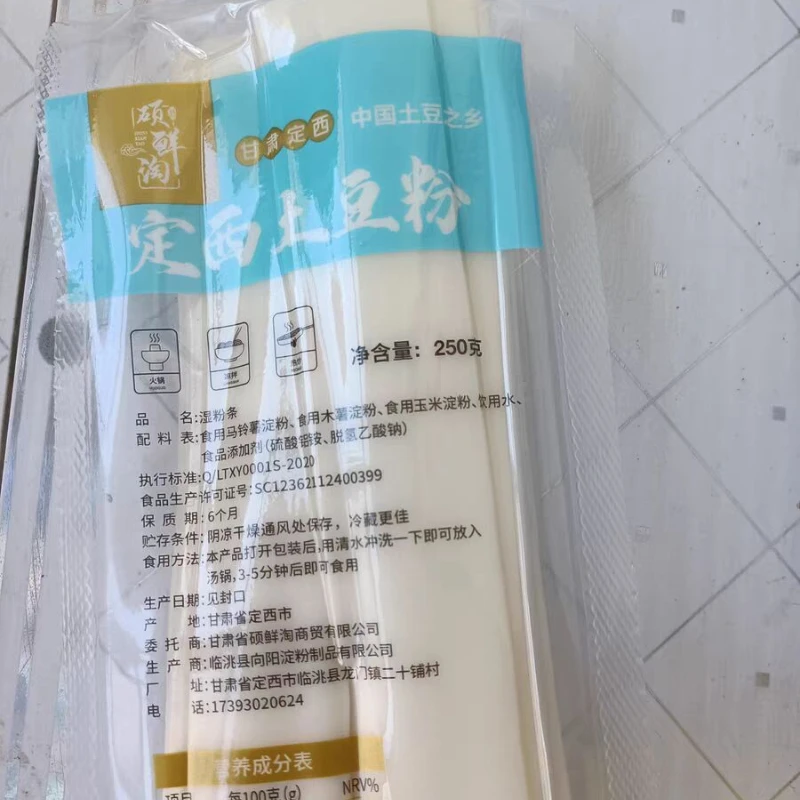 硕鲜淘
甘肃定西 中国土豆之乡
定西土豆粉
火锅
净含量：250克
品名:湿粉条
配料表:食用马铃薯淀粉、食用木薯淀粉、食用玉米淀粉、饮用水、
食品添加剂（硫酸铝铵、脱氢乙酸钠）
执行标准:Q/LTXY0001S-2020
食品生产许可证号:SC12362112400399
保质期:6个月
贮存条件:阴凉干燥通风处保存，冷藏更佳
食用方法:本产品打开包装后,用清水冲洗一下即可放入
汤锅,3-5分钟后即可食用
生产日期:见封口
产地:甘肃省定西市
委托商:甘肃省硕鲜淘商贸有限公司
生产商:临洮县向阳淀粉制品有限公司
厂址:甘肃省定西市临洮县龙门镇二十铺村
电话:17393020624
营养成分表
项目 每100克(g) NRV%